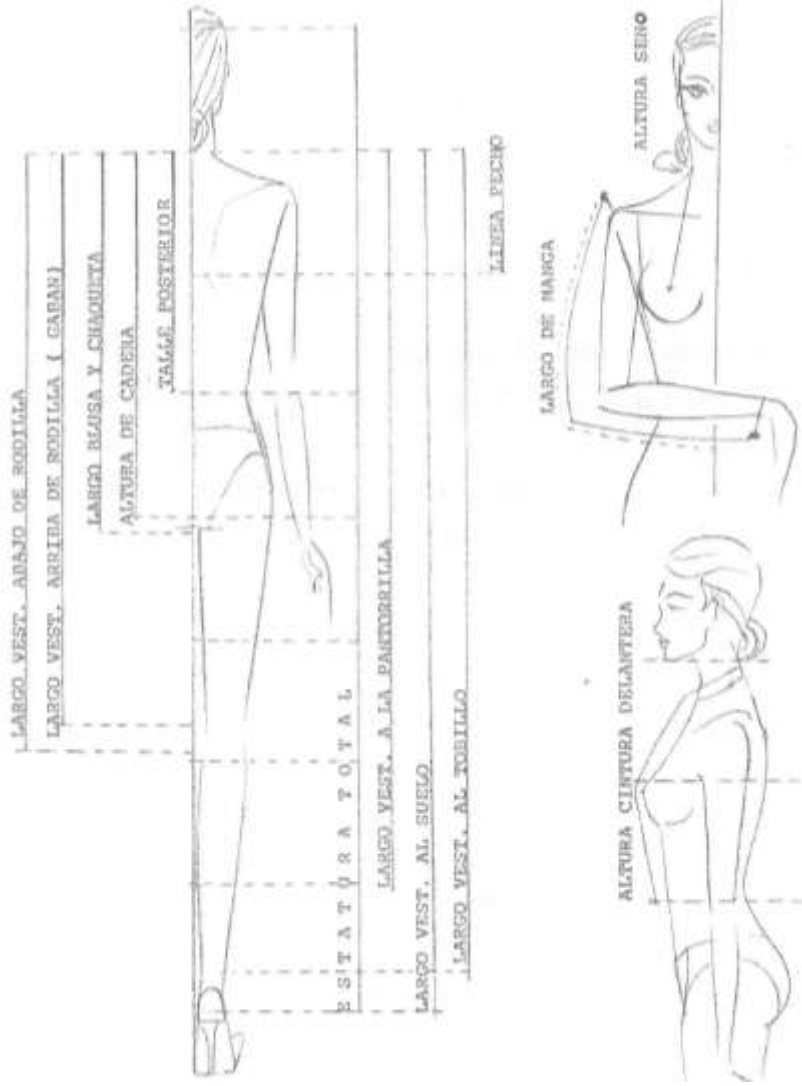 LARGO VEST. ABAJO DE RODILLA
LARGO VEST. ARRIBA DE RODILLA ( GABAN)
LARGO BLUSA Y CHAQUETA
ALTURA DE CADERA
TALLE POSTERIOR
ESTATURA TOTAL
LARGO VEST. A LA PANTORRILLA
LARGO VEST. AL SUELO
LARGO VEST. AL TOBILLO
LINEA PECHO
LARGO DE MANGA
ALTURA SENO
ALTURA CINTURA DELANTERA